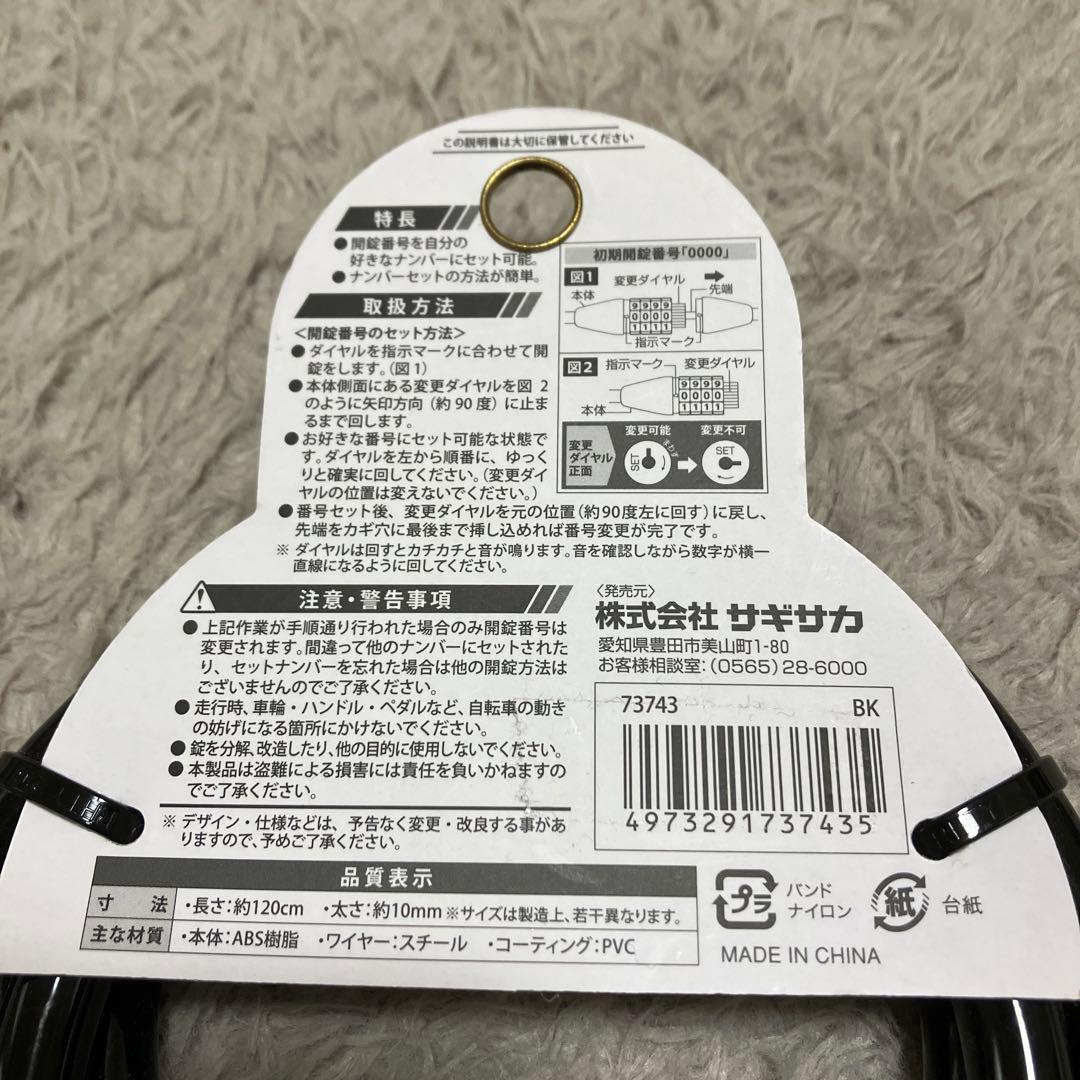 この説明書は大切に保管してください
特長
●開錠番号を自分の
好きなナンバーにセット可能。
●ナンバーセットの方法が簡単。
取扱方法
<開錠番号のセット方法>
●ダイヤルを指示マークに合わせて開
錠をします。(図1)
●本体側面にある変更ダイヤルを図2
のように矢印方向(約90度)に止ま
るまで回します。
●お好きな番号にセット可能な状態で
す。ダイヤルを左から順番に、ゆっく
りと確実に回してください。(変更ダイ
ヤルの位置は変えないでください。)
●番号セット後、変更ダイヤルを元の位置(約90度左に回す)に戻し、
先端をカギ穴に最後まで挿し込めれば番号変更が完了です。
※ ダイヤルは回すとカチカチと音が鳴ります。音を確認しながら数字が横一
直線になるように回してください。
初期開錠番号「0000」
図1 変更ダイヤル
先端
本体
9999
0000
1111
指示マーク
図2 指示マーク 変更ダイヤル
9999
0000
1111
本体
変更可能 変更不可
変更
ダイヤル
正面
SET
まわす
SET
注意・警告事項
●上記作業が手順通り行われた場合のみ開錠番号は
変更されます。間違って他のナンバーにセットされた
り、セットナンバーを忘れた場合は他の開錠方法は
ございませんのでご了承ください。
●走行時、車輪・ハンドル・ペダルなど、自転車の動き
の妨げになる箇所にかけないでください。
●錠を分解、改造したり、他の目的に使用しないでください。
●本製品は盗難による損害には責任を負いかねますの
でご了承ください。
※ デザイン・仕様などは、予告なく変更・改良する事があ
りますので、予めご了承ください。
〈発売元〉
株式会社 サギサカ
愛知県豊田市美山町1-80
お客様相談室:(0565)28-6000
73743 BK
4973291737435
品質表示
寸法 ・長さ:約120cm ・太さ:約10mm ※サイズは製造上、若干異なります。
主な材質 ・本体:ABS樹脂 ・ワイヤー:スチール ・コーティング:PVC
プラ
バンド
ナイロン
紙
台紙
MADE IN CHINA